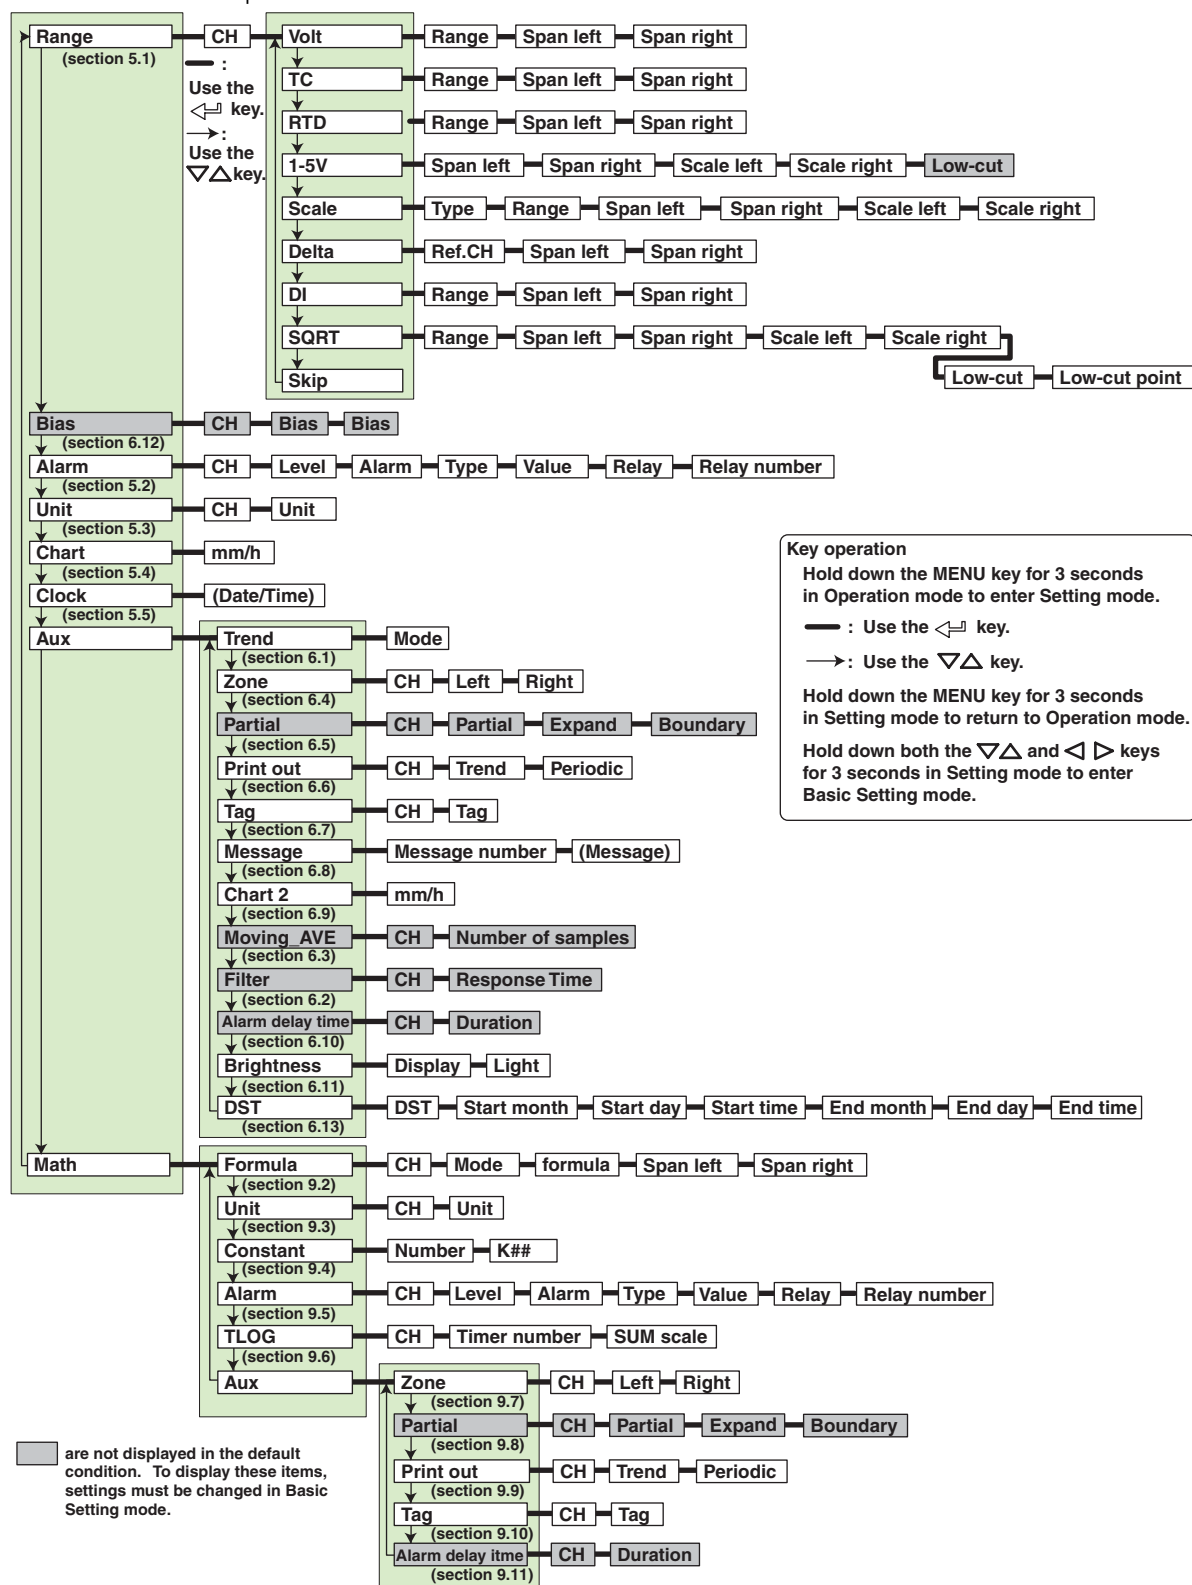 Range CH Volt Range Span left Span right
(section 5.1)
:
Use the
key.
:
Use the
key.
TC Range Span left Span right
RTD Range Span left Span right
1-5V Span left Span right Scale left Scale right Low-cut
Scale Type Range Span left Span right Scale left Scale right
Delta Ref.CH Span left Span right
DI Range Span left Span right
SQRT Range Span left Span right Scale left Scale right
Low-cut Low-cut point
Skip
Bias CH Bias Bias
(section 6.12)
Alarm CH Level Alarm Type Value Relay Relay number
(section 5.2)
Unit CH Unit
(section 5.3)
Chart mm/h
(section 5.4)
Clock (Date/Time)
(section 5.5)
Aux Trend Mode
(section 6.1)
Zone CH Left Right
(section 6.4)
Partial CH Partial Expand Boundary
(section 6.5)
Print out CH Trend Periodic
(section 6.6)
Tag CH Tag
(section 6.7)
Message Message number (Message)
(section 6.8)
Chart 2 mm/h
(section 6.9)
Moving_AVE CH Number of samples
(section 6.3)
Filter CH Response Time
(section 6.2)
Alarm delay time CH Duration
(section 6.10)
Brightness Display Light
(section 6.11)
DST DST Start month Start day Start time End month End day End time
(section 6.13)
Key operation
Hold down the MENU key for 3 seconds
in Operation mode to enter Setting mode.
: Use the key.
: Use the key.
Hold down the MENU key for 3 seconds
in Setting mode to return to Operation mode.
Hold down both the and keys
for 3 seconds in Setting mode to enter
Basic Setting mode.
Math Formula CH Mode formula Span left Span right
(section 9.2)
Unit CH Unit
(section 9.3)
Constant Number K##
(section 9.4)
Alarm CH Level Alarm Type Value Relay Relay number
(section 9.5)
TLOG CH Timer number SUM scale
(section 9.6)
Aux Zone CH Left Right
(section 9.7)
Partial CH Partial Expand Boundary
(section 9.8)
Print out CH Trend Periodic
(section 9.9)
Tag CH Tag
(section 9.10)
Alarm delay itme CH Duration
(section 9.11)
are not displayed in the default
condition. To display these items,
settings must be changed in Basic
Setting mode.